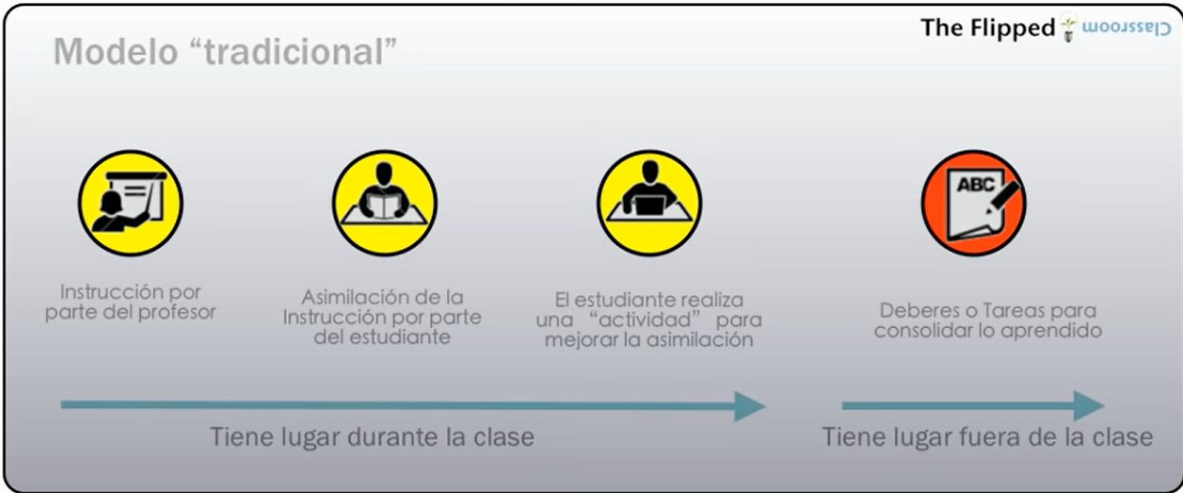 Modelo “tradicional”
The Flipped Classroom
ABC
Instrucción por
parte del profesor
Asimilación de la
Instrucción por parte
del estudiante
El estudiante realiza
una “actividad” para
mejorar la asimilación
Deberes o Tareas para
consolidar lo aprendido
Tiene lugar durante la clase
Tiene lugar fuera de la clase